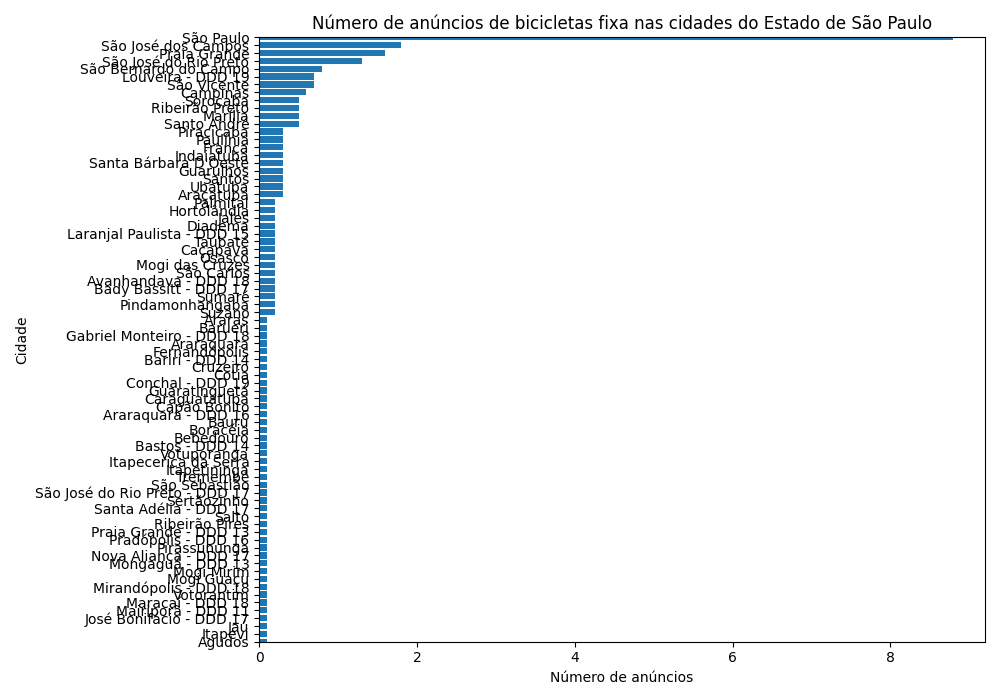 Número de anúncios de bicicletas fixa nas cidades do Estado de São Paulo
São Paulo
São José dos Campos
Praia Grande
São José do Rio Preto
São Bernardo do Campo
Louveira - DDD 19
São Vicente
Campinas
Sorocaba
Ribeirão Preto
Marília
Santo André
Piracicaba
Paulínia
Franca
Indaiatuba
Santa Bárbara D Oeste
Guarulhos
Santos
Ubatuba
Araçatuba
Palmital
Hortolândia
Jales
Diadema
Laranjal Paulista - DDD 15
Taubaté
Caçapava
Osasco
Mogi das Cruzes
São Carlos
Avanhandava - DDD 18
Bady Bassitt - DDD 17
Sumaré
Pindamonhangaba
Suzano
Araras
Barueri
Gabriel Monteiro - DDD 18
Araraquara
Fernandópolis
Bariri - DDD 14
Cruzeiro
Cotia
Conchal - DDD 19
Guaratinguetá
Caraguatatuba
Capão Bonito
Araraquara - DDD 16
Bauru
Boracéia
Bebedouro
Bastos - DDD 14
Votuporanga
Itapecerica da Serra
Itapetininga
Tremembé
São Sebastião
São José do Rio Preto - DDD 17
Sertãozinho
Santa Adélia - DDD 17
Salto
Ribeirão Pires
Praia Grande - DDD 13
Pradópolis - DDD 16
Pirassununga
Nova Aliança - DDD 17
Mongaguá - DDD 13
Mogi Mirim
Mogi Guaçu
Mirandópolis - DDD 18
Votorantim
Maracaí - DDD 18
Mairiporã - DDD 11
José Bonifácio - DDD 17
Jaú
Itapevi
Agudos
Cidade
0 2 4 6 8
Número de anúncios